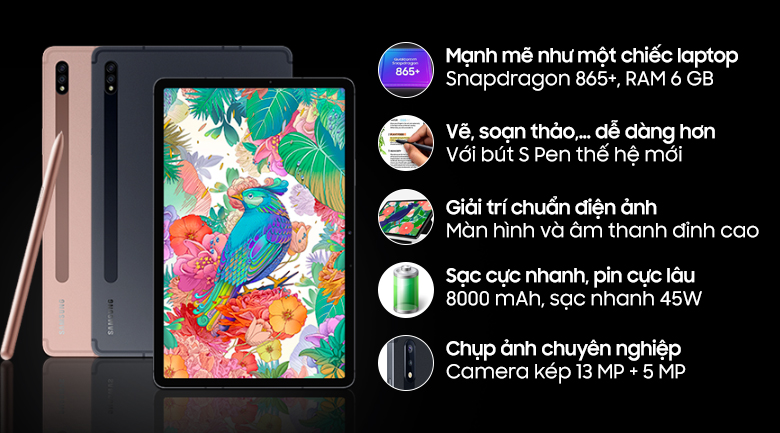 SAMSUNG
SAMSUNG
Qualcomm
Snapdragon
865+
Mạnh mẽ như một chiếc laptop
Snapdragon 865+, RAM 6 GB
Vẽ, soạn thảo,... dễ dàng hơn
Với bút S Pen thế hệ mới
Giải trí chuẩn điện ảnh
Màn hình và âm thanh đỉnh cao
Sạc cực nhanh, pin cực lâu
8000 mAh, sạc nhanh 45W
Chụp ảnh chuyên nghiệp
Camera kép 13 MP + 5 MP